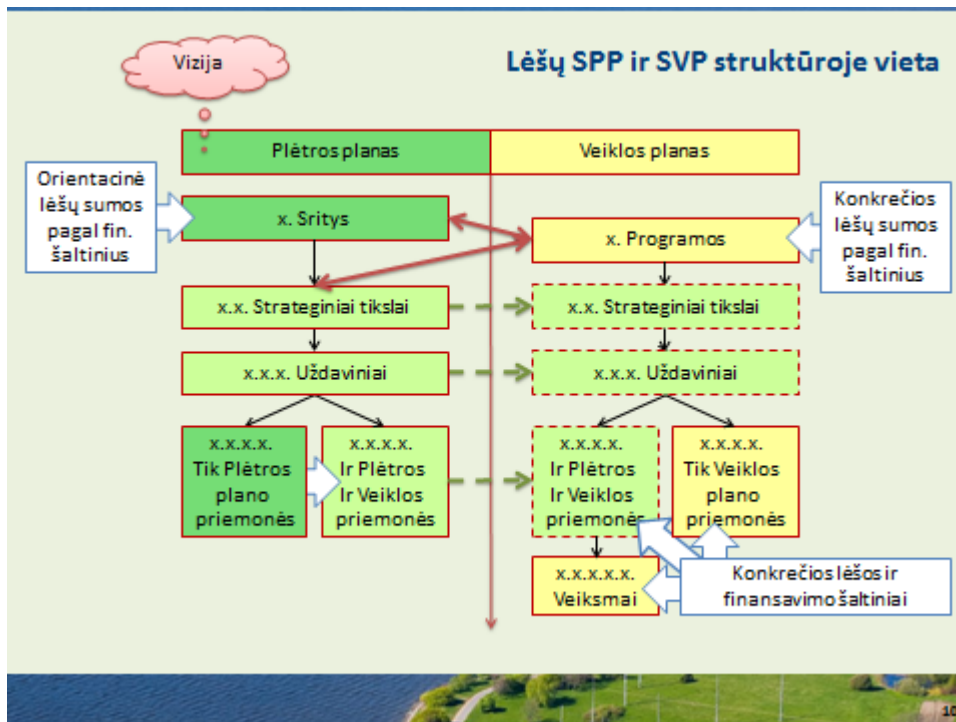 Vizija
Lėšų SPP ir SVP struktūroje vieta
Plėtros planas
Veiklos planas
Orientacinė
lėšų sumos
pagal fin.
šaltinius
x. Sritys
Konkrečios
lėšų sumos
pagal fin.
šaltinius
x. Programos
x.x. Strateginiai tikslai
x.x. Strateginiai tikslai
x.x.x. Uždaviniai
x.x.x. Uždaviniai
x.x.x.x.
Tik Plėtros
plano
priemonės
x.x.x.x.
Ir Plėtros
Ir Veiklos
priemonės
x.x.x.x.
Ir Plėtros
Ir Veiklos
priemonės
x.x.x.x.
Tik Veiklos
plano
priemonės
x.x.x.x.x.
Veiksmai
Konkrečios lėšos ir
finansavimo šaltiniai
10